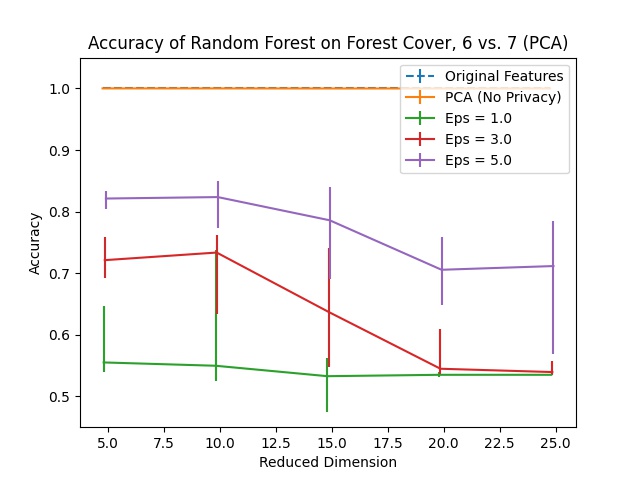 Accuracy of Random Forest on Forest Cover, 6 vs. 7 (PCA)
Original Features
PCA (No Privacy)
Eps = 1.0
Eps = 3.0
Eps = 5.0
1.0
0.9
0.8
0.7
0.6
0.5
Accuracy
5.0 7.5 10.0 12.5 15.0 17.5 20.0 22.5 25.0
Reduced Dimension